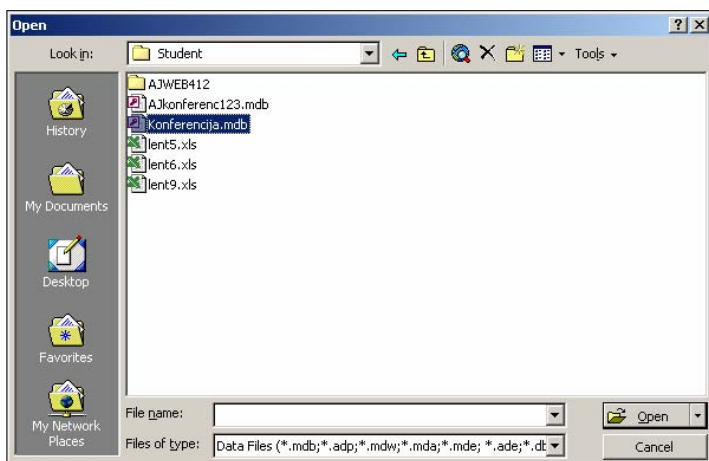 Open
Look in:
Student
Tools
History
My Documents
Desktop
Favorites
My Network
Places
AJWEB412
AJkonferenc123.mdb
Konferencija.mdb
lent5.xls
lent6.xls
lent9.xls
File name:
Open
Files of type:
Data Files (*.mdb;*.adp;*.mdw;*.mda;*.mde; *.ade;*.dt
Cancel